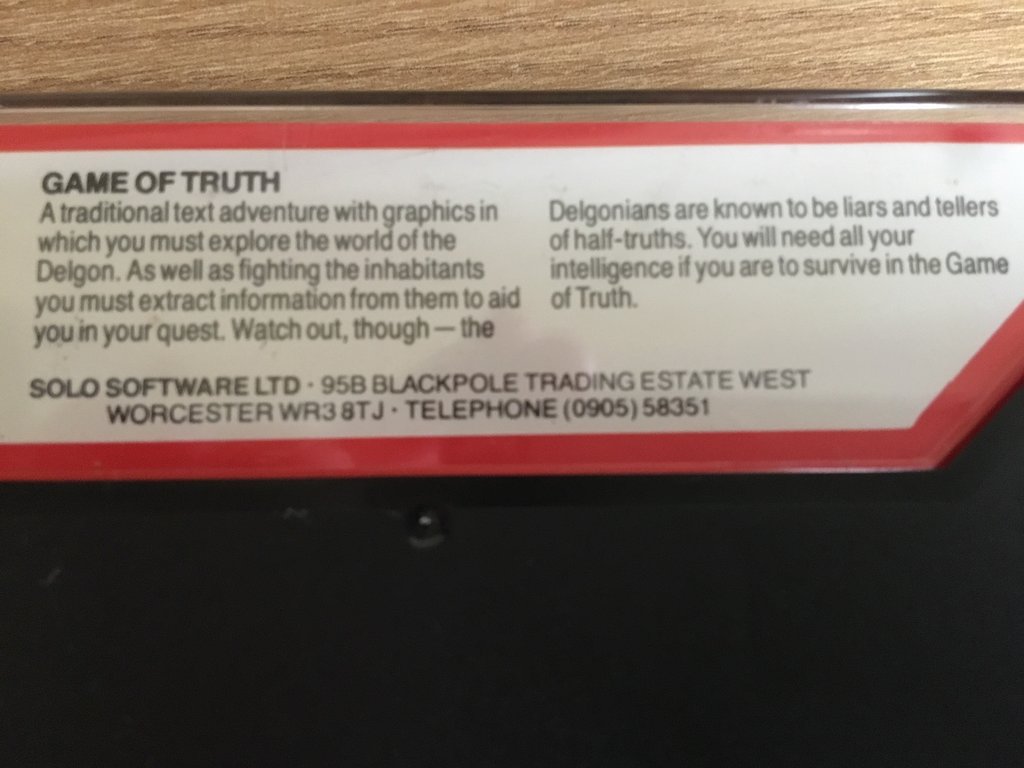 GAME OF TRUTH
A traditional text adventure with graphics in
which you must explore the world of the
Delgon. As well as fighting the inhabitants
you must extract information from them to aid
you in your quest. Watch out, though — the
Delgonians are known to be liars and tellers
of half-truths. You will need all your
intelligence if you are to survive in the Game
of Truth.
SOLO SOFTWARE LTD · 95B BLACKPOLE TRADING ESTATE WEST
WORCESTER WR3 8TJ · TELEPHONE (0905) 58351